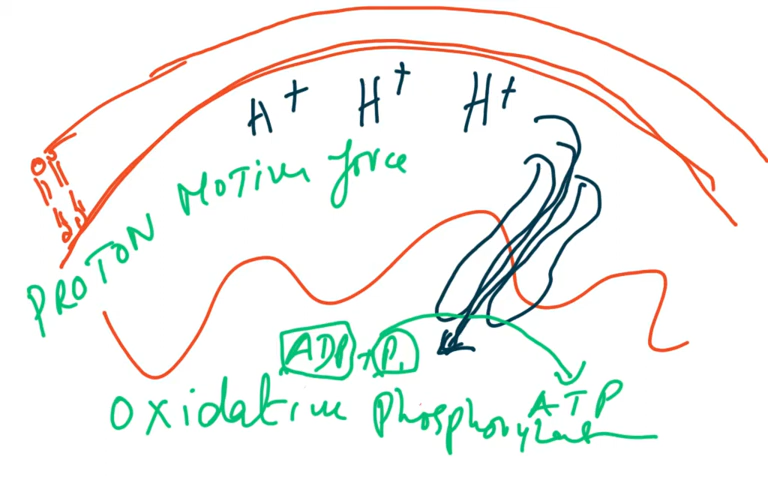 H+ H+ H+
PROTON MOTIVE force
ADP + Pi
ATP
Oxidative Phosphorylation